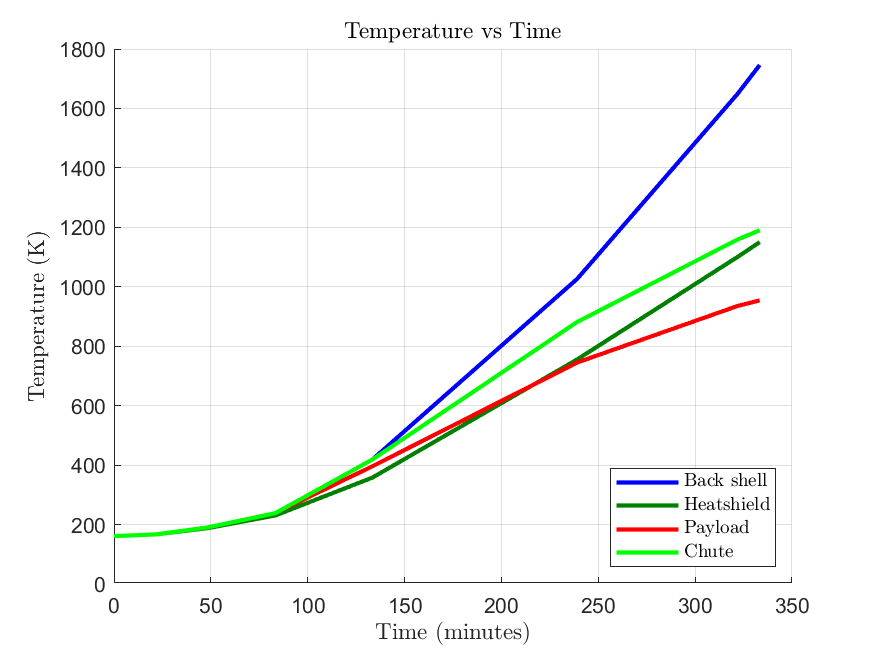 Temperature vs Time
1800
1600
1400
1200
1000
800
600
400
200
0
Temperature (K)
0 50 100 150 200 250 300 350
Time (minutes)
Back shell
Heatshield
Payload
Chute